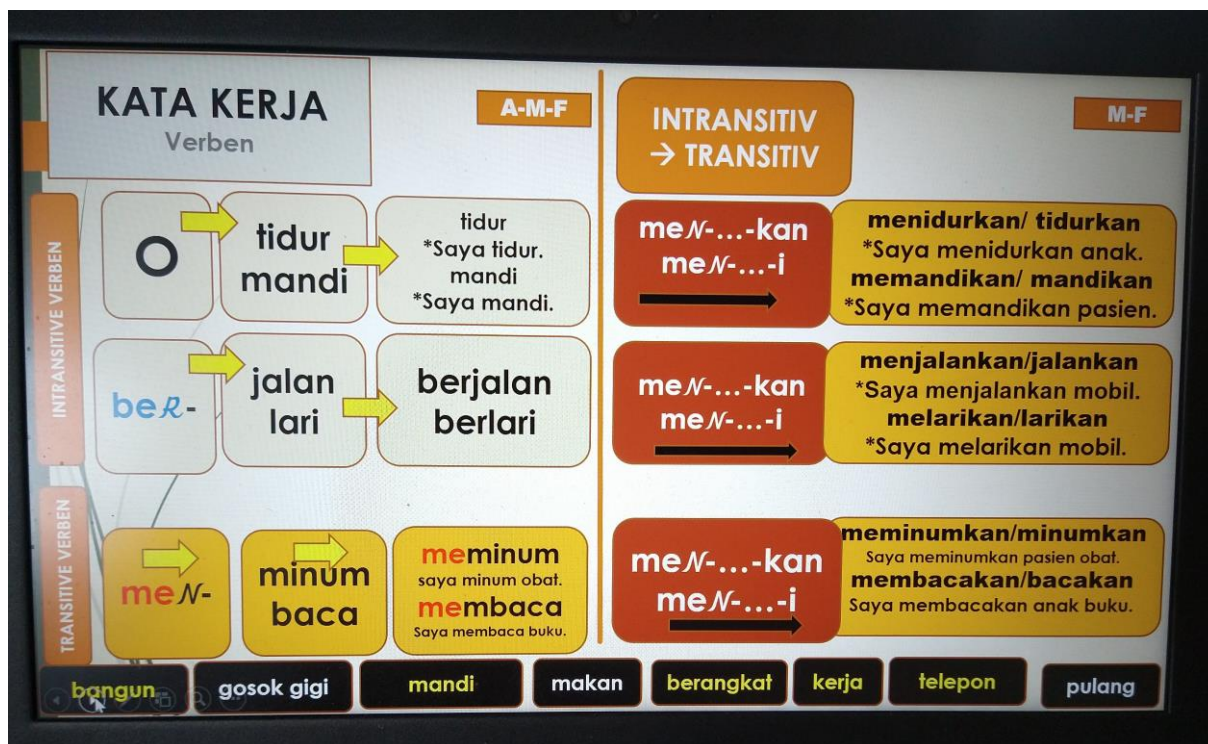 KATA KERJA
Verben
A-M-F
INTRANSITIV
→ TRANSITIV
M-F
INTRANSITIVE VERBEN
O
tidur
mandi
tidur
*Saya tidur.
mandi
*Saya mandi.
meN-...-kan
meN-...-i
menidurkan/ tidurkan
*Saya menidurkan anak.
memandikan/ mandikan
*Saya memandikan pasien.
beR-
jalan
lari
berjalan
berlari
meN-...-kan
meN-...-i
menjalankan/jalankan
*Saya menjalankan mobil.
melarikan/larikan
*Saya melarikan mobil.
TRANSITIVE VERBEN
meN-
minum
baca
meminum
saya minum obat.
membaca
Saya membaca buku.
meN-...-kan
meN-...-i
meminumkan/minumkan
Saya meminumkan pasien obat.
membacakan/bacakan
Saya membacakan anak buku.
bangun
gosok gigi
mandi
makan
berangkat
kerja
telepon
pulang